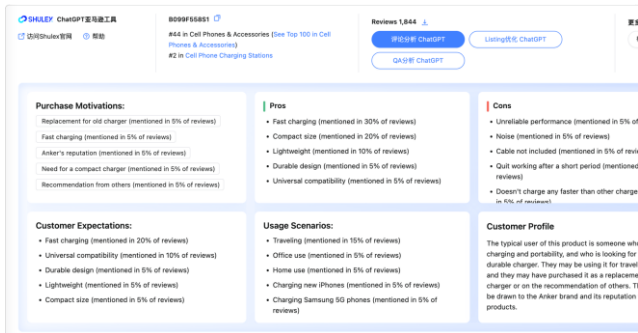 SHULEX ChatGPT亚马逊工具
访问Shulex官网 帮助
B099F558S1
#44 in Cell Phones & Accessories (See Top 100 in Cell
Phones & Accessories)
#2 in Cell Phone Charging Stations
Reviews 1,844
评论分析 ChatGPT
Listing优化 ChatGPT
QA分析 ChatGPT
Purchase Motivations:
Replacement for old charger (mentioned in 5% of reviews)
Fast charging (mentioned in 5% of reviews)
Anker's reputation (mentioned in 5% of reviews)
Need for a compact charger (mentioned in 5% of reviews)
Recommendation from others (mentioned in 5% of reviews)
Pros
• Fast charging (mentioned in 30% of reviews)
• Compact size (mentioned in 20% of reviews)
• Lightweight (mentioned in 10% of reviews)
• Durable design (mentioned in 5% of reviews)
• Universal compatibility (mentioned in 5% of reviews)
Cons
• Unreliable performance (mentioned in 5% of
• Noise (mentioned in 5% of reviews)
• Cable not included (mentioned in 5% of
• Quit working after a short period (mentioned
reviews)
• Doesn't charge any faster than other
in 5% of reviews)
Customer Expectations:
• Fast charging (mentioned in 20% of reviews)
• Universal compatibility (mentioned in 10% of reviews)
• Durable design (mentioned in 5% of reviews)
• Lightweight (mentioned in 5% of reviews)
• Compact size (mentioned in 5% of reviews)
Usage Scenarios:
• Traveling (mentioned in 15% of reviews)
• Office use (mentioned in 5% of reviews)
• Home use (mentioned in 5% of reviews)
• Charging new iPhones (mentioned in 5% of reviews)
• Charging Samsung 5G phones (mentioned in 5% of
reviews)
Customer Profile
The typical user of this product is someone
charging and portability, and who is looking for
durable charger. They may be using it for
and they may have purchased it as a
charger or on the recommendation of others.
be drawn to the Anker brand and its reputation
products.